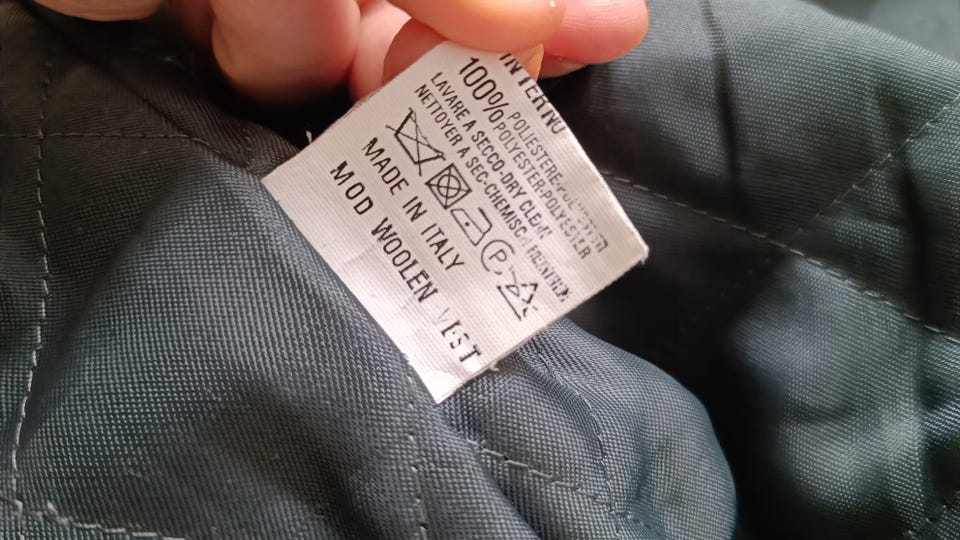 INTERNO
100% POLIESTERE-POLYESTER
POLYESTER-POLYESTER
LAVARE A SECCO-DRY CLEAN
NETTOYER A SEC-CHEMISCH REINIGEN
P
MADE IN ITALY
MOD WOOLEN VEST